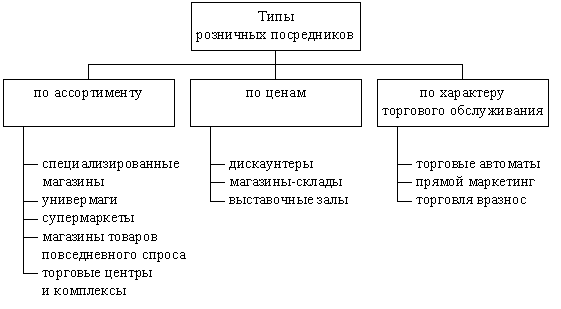 Типы
розничных посредников
по ассортименту
специализированные
магазины
универмаги
супермаркеты
магазины товаров
повседневного спроса
торговые центры
и комплексы
по ценам
дискаунтеры
магазины-склады
выставочные залы
по характеру
торгового обслуживания
торговые автоматы
прямой маркетинг
торговля вразнос